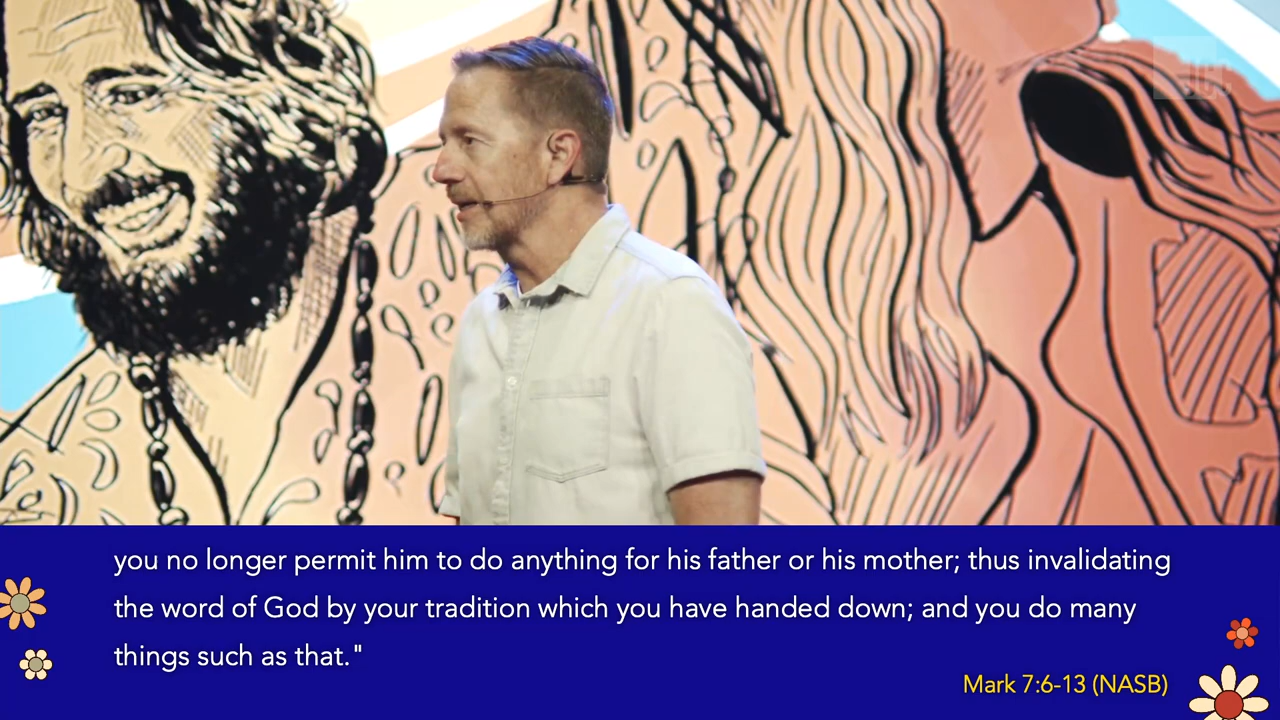 you no longer permit him to do anything for his father or his mother; thus invalidating
the word of God by your tradition which you have handed down; and you do many
things such as that."
Mark 7:6-13 (NASB)